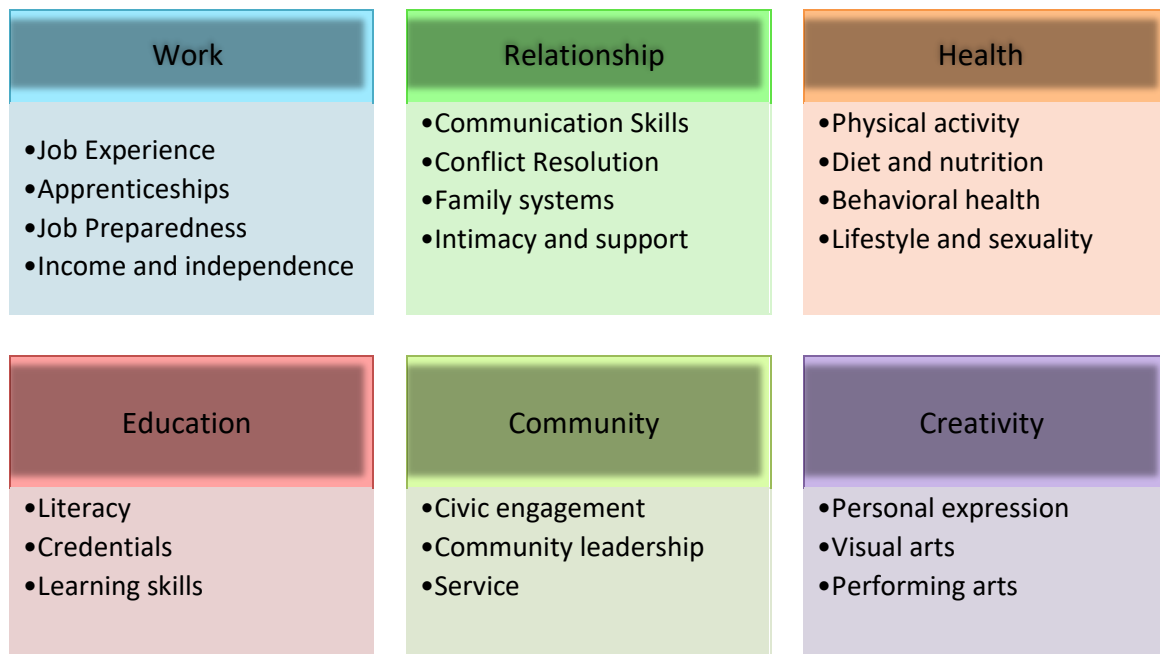 Work
•Job Experience
•Apprenticeships
•Job Preparedness
•Income and independence
Relationship
•Communication Skills
•Conflict Resolution
•Family systems
•Intimacy and support
Health
•Physical activity
•Diet and nutrition
•Behavioral health
•Lifestyle and sexuality
Education
•Literacy
•Credentials
•Learning skills
Community
•Civic engagement
•Community leadership
•Service
Creativity
•Personal expression
•Visual arts
•Performing arts